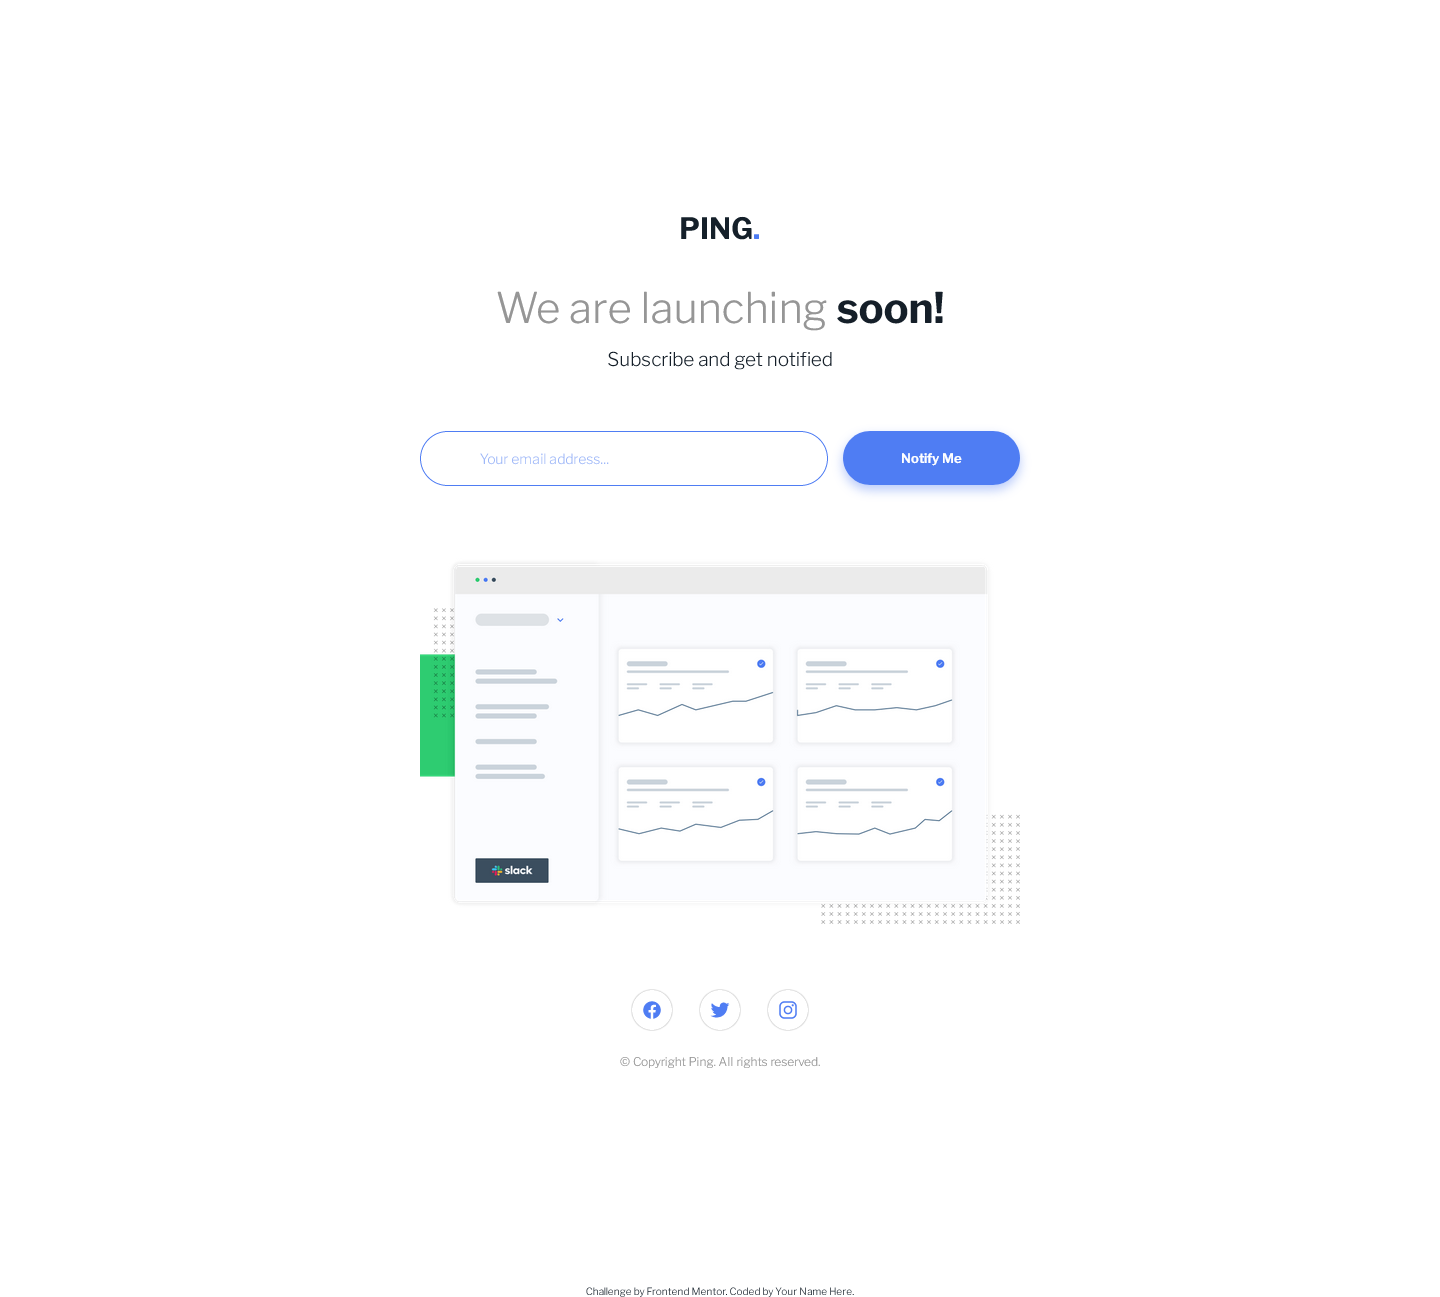 PING.
We are launching soon!
Subscribe and get notified
Your email address...
Notify Me
slack
© Copyright Ping. All rights reserved.
Challenge by Frontend Mentor. Coded by Your Name Here.